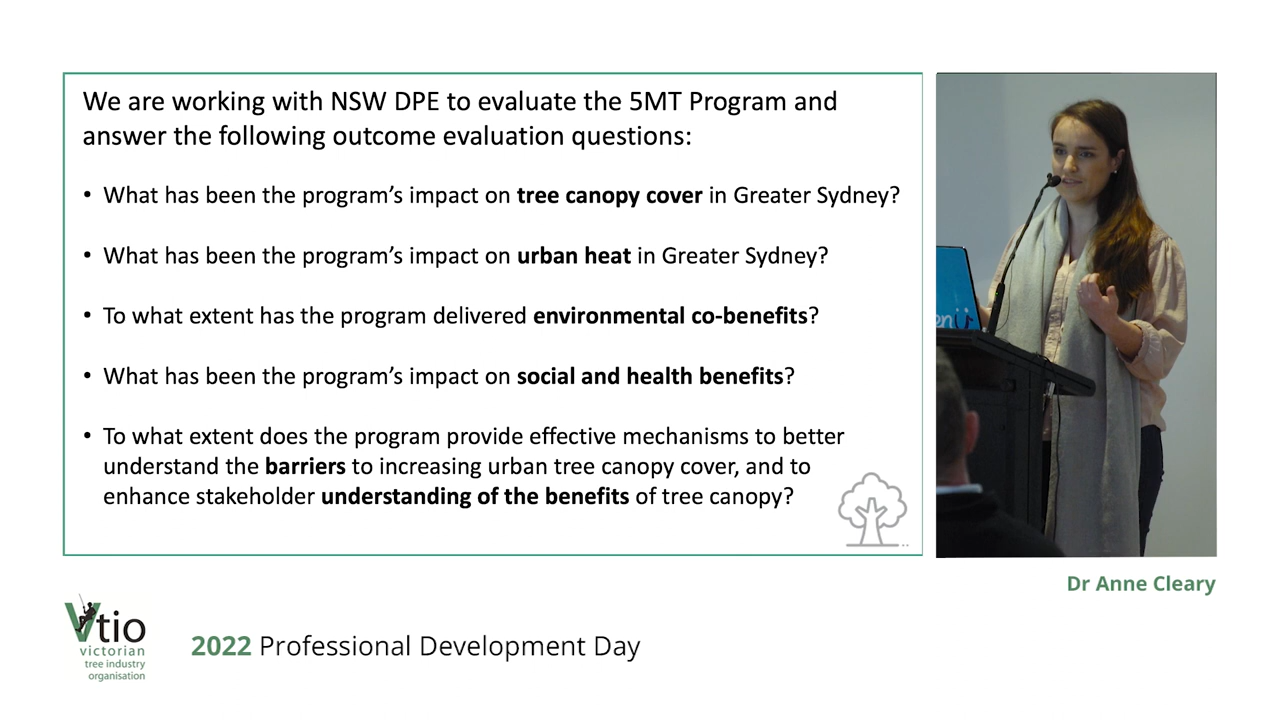 We are working with NSW DPE to evaluate the 5MT Program and
answer the following outcome evaluation questions:
• What has been the program's impact on tree canopy cover in Greater Sydney?
• What has been the program's impact on urban heat in Greater Sydney?
• To what extent has the program delivered environmental co-benefits?
• What has been the program's impact on social and health benefits?
• To what extent does the program provide effective mechanisms to better
understand the barriers to increasing urban tree canopy cover, and to
enhance stakeholder understanding of the benefits of tree canopy?
Dr Anne Cleary
Vtio
victorian
tree industry
organisation
2022 Professional Development Day